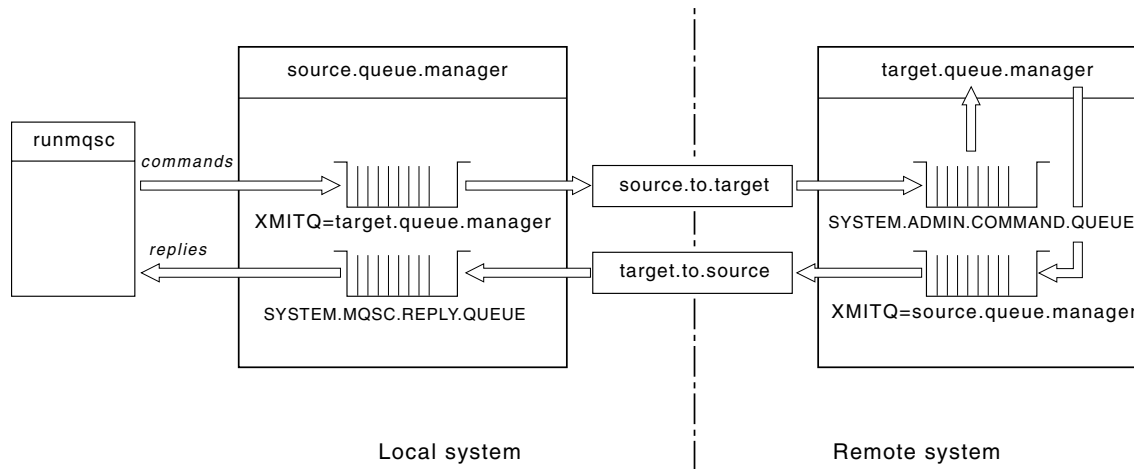 source.queue.manager
target.queue.manager
runmqsc
commands
source.to.target
XMITQ=target.queue.manager
SYSTEM.ADMIN.COMMAND.QUEUE
replies
target.to.source
SYSTEM.MQSC.REPLY.QUEUE
XMITQ=source.queue.manager
Local system
Remote system